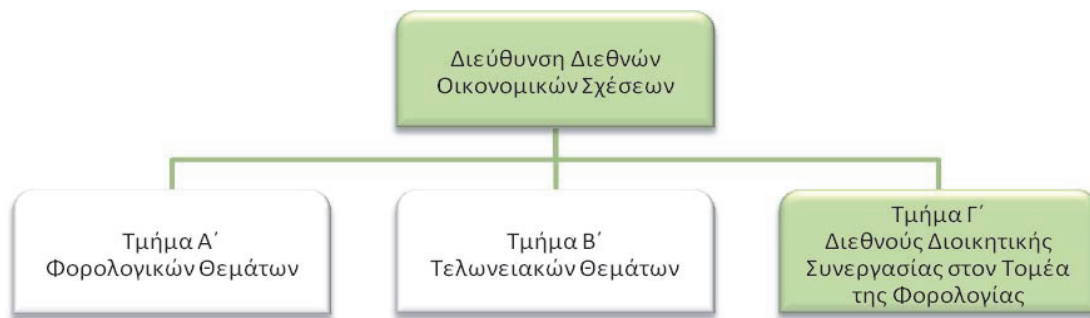 Διεύθυνση Διεθνών
Οικονομικών Σχέσεων
Τμήμα Α΄
Φορολογικών Θεμάτων
Τμήμα Β΄
Τελωνειακών Θεμάτων
Τμήμα Γ΄
Διεθνούς Διοικητικής
Συνεργασίας στον Τομέα
της Φορολογίας